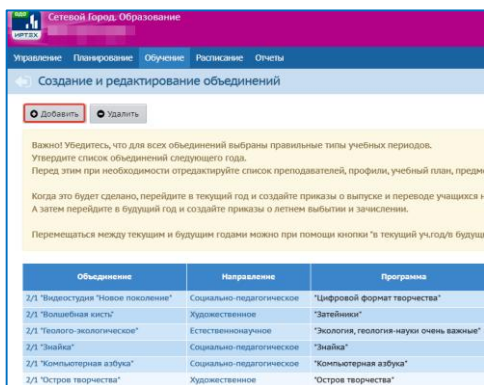 Сетевой Город. Образование
ИРТЕХ
Управление Планирование Обучение Расписание Отчеты
Создание и редактирование объединений
Добавить Удалить
Важно! Убедитесь, что для всех объединений выбраны правильные типы учебных периодов.
Утвердите список объединений следующего года.
Перед этим при необходимости отредактируйте список преподавателей, профили, учебный план,
Когда это будет сделано, перейдите в текущий год и создайте приказы о выпуске и переводе учащихся
А затем перейдите в будущий год и создайте приказы о летнем выбытии и зачислении.
Перемещаться между текущим и будущим годами можно при помощи кнопки "в текущий уч.год/в
Объединение Направление Программа
2/1 "Видеостудия "Новое поколение" Социально-педагогическое "Цифровой формат творчества"
2/1 "Волшебная кисть" Художественное "Затейники"
2/1 "Геолого-экологическое" Естественнонаучное "Экология, геология-науки очень важные"
2/1 "Знайка" Социально-педагогическое "Знайка"
2/1 "Компьютерная азбука" Социально-педагогическое "Компьютерная азбука"
2/1 "Остров творчества" Художественное "Остров творчества"